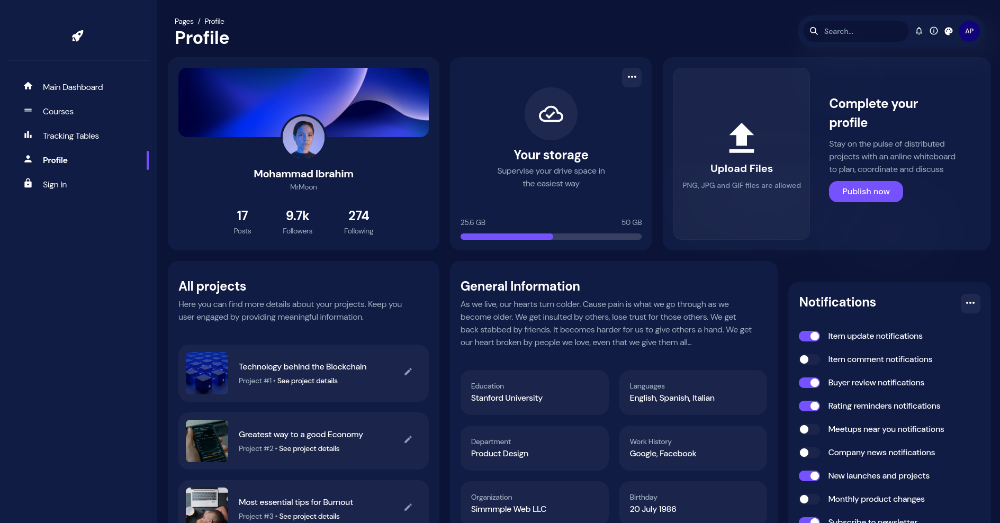 Main Dashboard
Courses
Tracking Tables
Profile
Sign In
Pages / Profile
Profile
Search...
AP
Mohammad Ibrahim
MrMoon
17 9.7k 274
Posts Followers Following
Your storage
Supervise your drive space in
the easiest way
25.6 GB 50 GB
Upload Files
PNG, JPG and GIF files are allowed
Complete your
profile
Stay on the pulse of distributed
projects with an anline whiteboard
to plan, coordinate and discuss
Publish now
All projects
Here you can find more details about your projects. Keep you
user engaged by providing meaningful information.
Technology behind the Blockchain
Project #1 • See project details
Greatest way to a good Economy
Project #2 • See project details
Most essential tips for Burnout
Project #3 • See project details
General Information
As we live, our hearts turn colder. Cause pain is what we go through as we
become older. We get insulted by others, lose trust for those others. We get
back stabbed by friends. It becomes harder for us to give others a hand. We get
our heart broken by people we love, even that we give them all...
Education
Stanford University
Languages
English, Spanish, Italian
Department
Product Design
Work History
Google, Facebook
Organization
Simmmple Web LLC
Birthday
20 July 1986
Notifications
Item update notifications
Item comment notifications
Buyer review notifications
Rating reminders notifications
Meetups near you notifications
Company news notifications
New launches and projects
Monthly product changes
Subscribe to newsletter